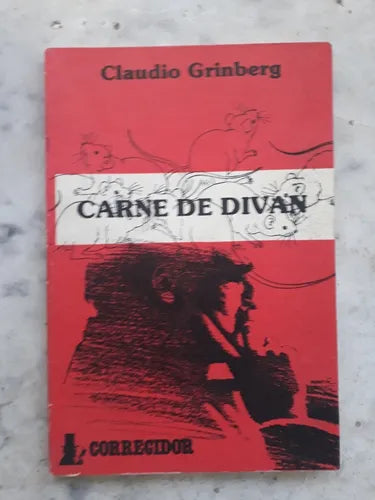 Claudio Grinberg
CARNE DE DIVAN
CORREGIDOR